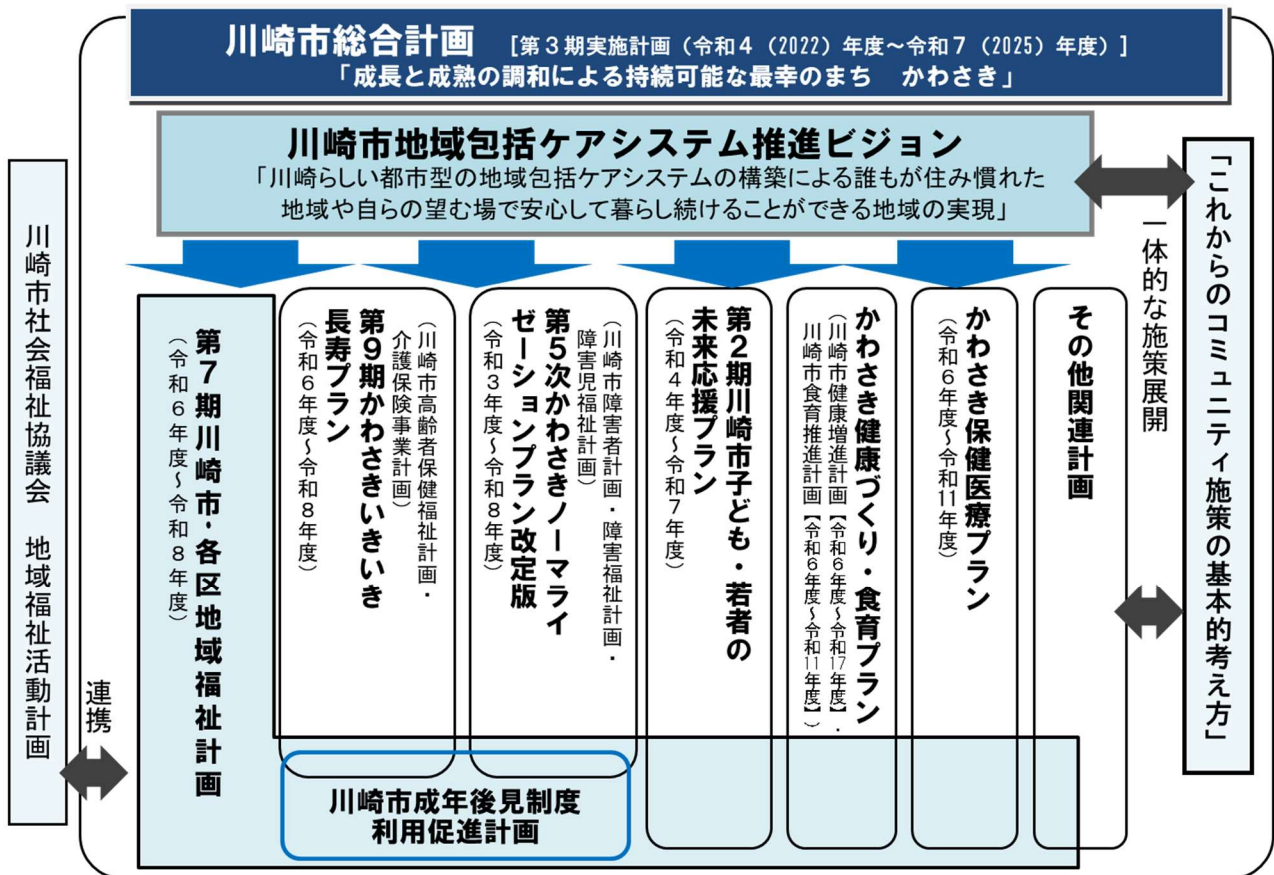 川崎市総合計画 [第3期実施計画（令和4（2022）年度～令和7（2025）年度）]
「成長と成熟の調和による持続可能な最幸のまち　かわさき」
川崎市地域包括ケアシステム推進ビジョン
「川崎らしい都市型の地域包括ケアシステムの構築による誰もが住み慣れた
地域や自らの望む場で安心して暮らし続けることができる地域の実現」
「これからのコミュニティ施策の基本的考え方」
一体的な施策展開
その他関連計画
かわさき保健医療プラン
（令和6年度～令和11年度）
かわさき健康づくり・食育プラン
（川崎市健康増進計画【令和6年度～令和17年度】・
川崎市食育推進計画【令和6年度～令和11年度】）
第2期川崎市子ども・若者の
未来応援プラン
（令和4年度～令和7年度）
（川崎市障害者計画・障害福祉計画・
障害児福祉計画）
第5次かわさきノーマライ
ゼーションプラン改定版
（令和3年度～令和8年度）
（川崎市高齢者保健福祉計画・
介護保険事業計画）
第9期かわさきいきいき
長寿プラン
（令和6年度～令和8年度）
第7期川崎市・各区地域福祉計画
（令和6年度～令和8年度）
川崎市成年後見制度
利用促進計画
連携
川崎市社会福祉協議会　地域福祉活動計画